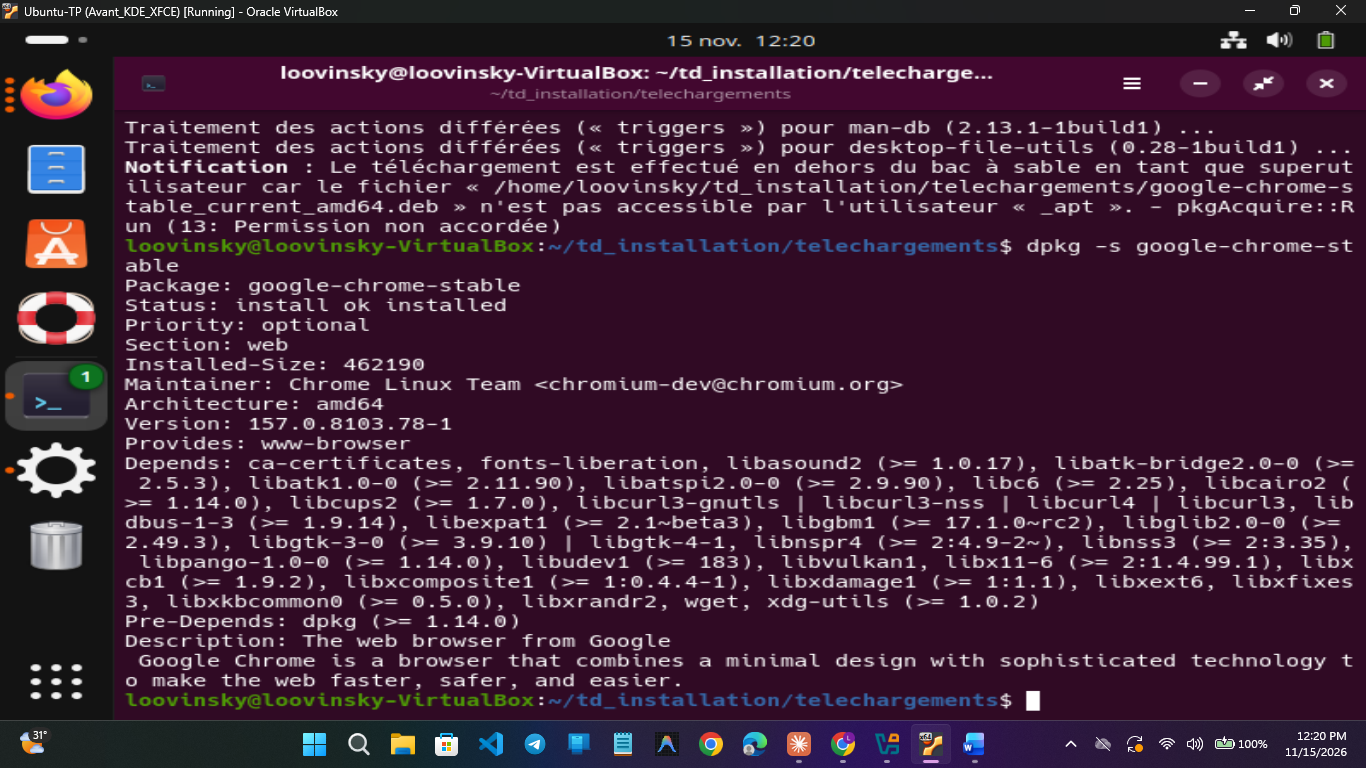 Ubuntu-TP (Avant_KDE_XFCE) [Running] - Oracle VirtualBox
15 nov. 12:20
loovinsky@loovinsky-VirtualBox: ~/td_installation/telecharge...
~/td_installation/telechargements
Traitement des actions différées (« triggers ») pour man-db (2.13.1-1build1) ...
Traitement des actions différées (« triggers ») pour desktop-file-utils (0.28-1build1) ...
Notification : Le téléchargement est effectué en dehors du bac à sable en tant que superut
ilisateur car le fichier « /home/loovinsky/td_installation/telechargements/google-chrome-s
table_current_amd64.deb » n'est pas accessible par l'utilisateur « _apt ». - pkgAcquire::R
un (13: Permission non accordée)
loovinsky@loovinsky-VirtualBox:~/td_installation/telechargements$ dpkg -s google-chrome-st
able
Package: google-chrome-stable
Status: install ok installed
Priority: optional
Section: web
Installed-Size: 462190
Maintainer: Chrome Linux Team <chromium-dev@chromium.org>
Architecture: amd64
Version: 157.0.8103.78-1
Provides: www-browser
Depends: ca-certificates, fonts-liberation, libasound2 (>= 1.0.17), libatk-bridge2.0-0 (>=
 2.5.3), libatk1.0-0 (>= 2.11.90), libatspi2.0-0 (>= 2.9.90), libc6 (>= 2.25), libcairo2 (
>= 1.14.0), libcups2 (>= 1.7.0), libcurl3-gnutls | libcurl3-nss | libcurl4 | libcurl3, lib
dbus-1-3 (>= 1.9.14), libexpat1 (>= 2.1~beta3), libgbm1 (>= 17.1.0~rc2), libglib2.0-0 (>=
2.49.3), libgtk-3-0 (>= 3.9.10) | libgtk-4-1, libnspr4 (>= 2:4.9-2~), libnss3 (>= 2:3.35),
 libpango-1.0-0 (>= 1.14.0), libudev1 (>= 183), libvulkan1, libx11-6 (>= 2:1.4.99.1), libx
cb1 (>= 1.9.2), libxcomposite1 (>= 1:0.4.4-1), libxdamage1 (>= 1:1.1), libxext6, libxfixes
3, libxkbcommon0 (>= 0.5.0), libxrandr2, wget, xdg-utils (>= 1.0.2)
Pre-Depends: dpkg (>= 1.14.0)
Description: The web browser from Google
 Google Chrome is a browser that combines a minimal design with sophisticated technology t
o make the web faster, safer, and easier.
loovinsky@loovinsky-VirtualBox:~/td_installation/telechargements$
1
31°
100%
12:20 PM
11/15/2026